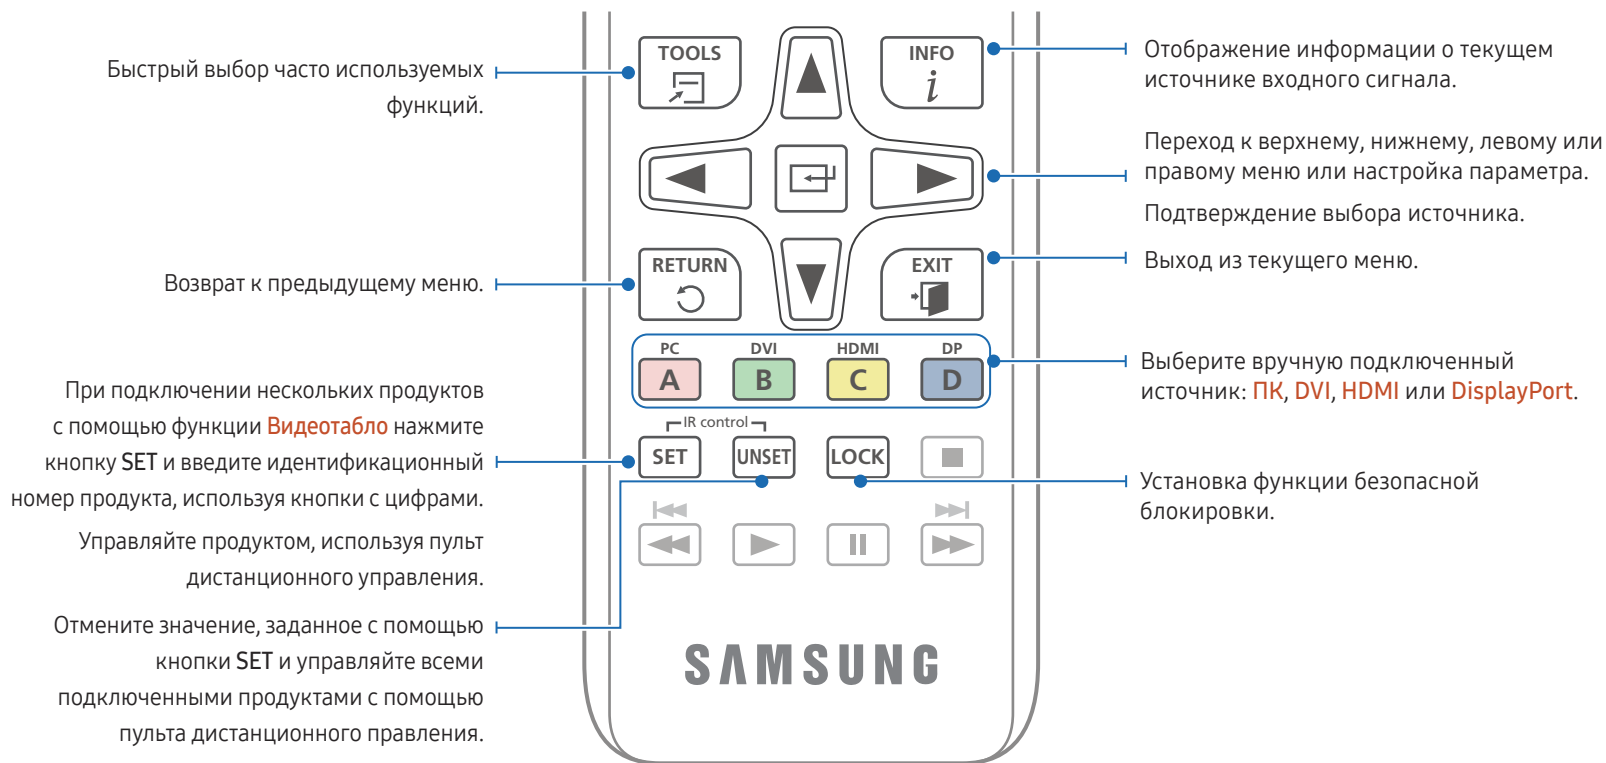 Быстрый выбор часто используемых
функций.
Возврат к предыдущему меню.
При подключении нескольких продуктов
с помощью функции Видеотабло нажмите
кнопку SET и введите идентификационный
номер продукта, используя кнопки с цифрами.
Управляйте продуктом, используя пульт
дистанционного управления.
Отмените значение, заданное с помощью
кнопки SET и управляйте всеми
подключенными продуктами с помощью
пульта дистанционного правления.
TOOLS
INFO
i
RETURN
EXIT
PC DVI HDMI DP
A B C D
IR control
SET UNSET LOCK
SAMSUNG
Отображение информации о текущем
источнике входного сигнала.
Переход к верхнему, нижнему, левому или
правому меню или настройка параметра.
Подтверждение выбора источника.
Выход из текущего меню.
Выберите вручную подключенный
источник: ПК, DVI, HDMI или DisplayPort.
Установка функции безопасной
блокировки.